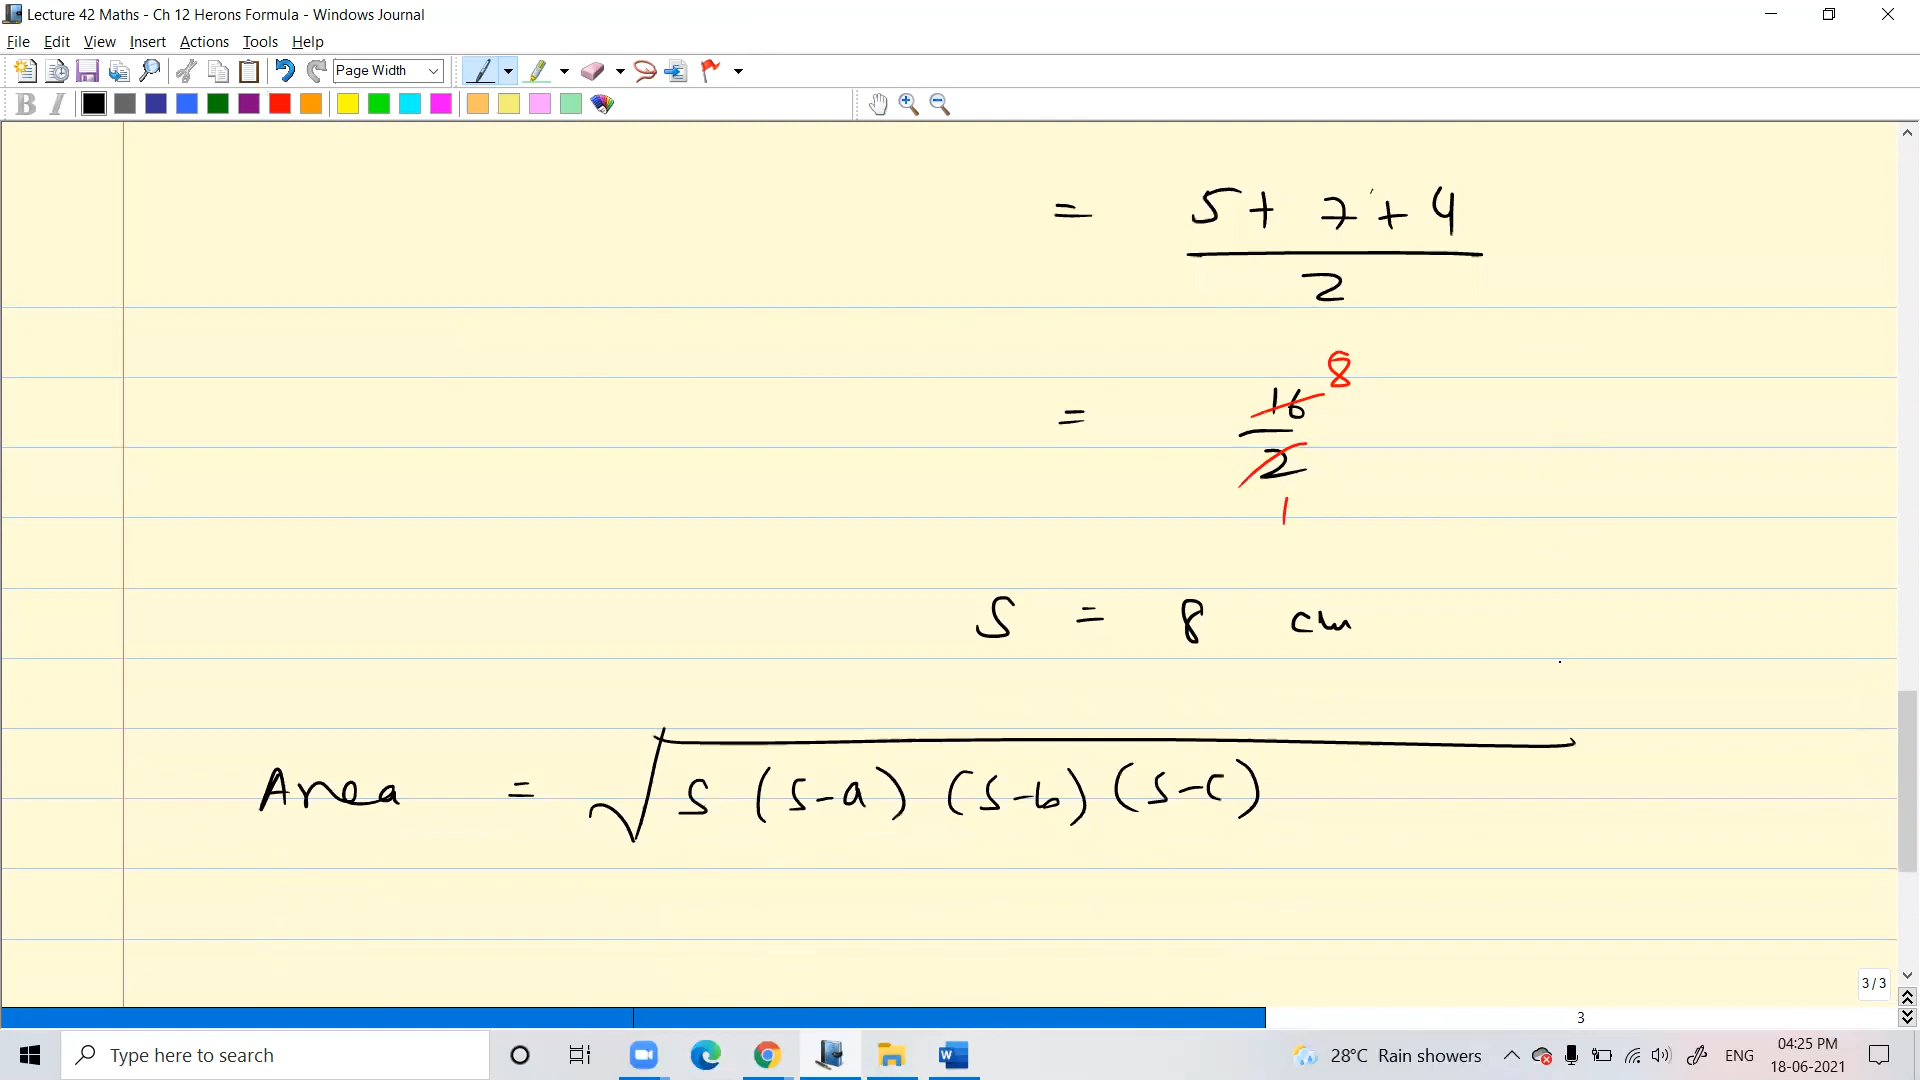 Lecture 42 Maths - Ch 12 Herons Formula - Windows Journal
File Edit View Insert Actions Tools Help
Page Width
B I
= 5 + 7 + 4
2
8
= 16
2
1
S = 8 cm
Area = √ S (S-a) (S-b) (S-c)
3 / 3
3
Type here to search
W
28°C Rain showers
ENG
04:25 PM
18-06-2021